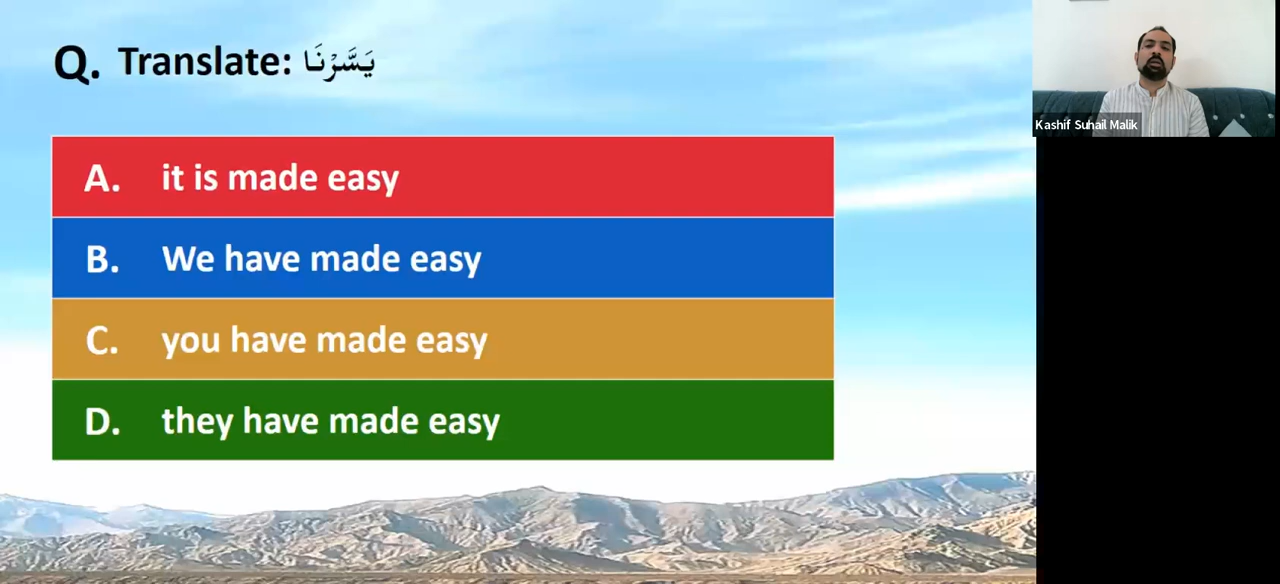 Q. Translate: يَسَّرْنَا
A. it is made easy
B. We have made easy
C. you have made easy
D. they have made easy
Kashif Suhail Malik